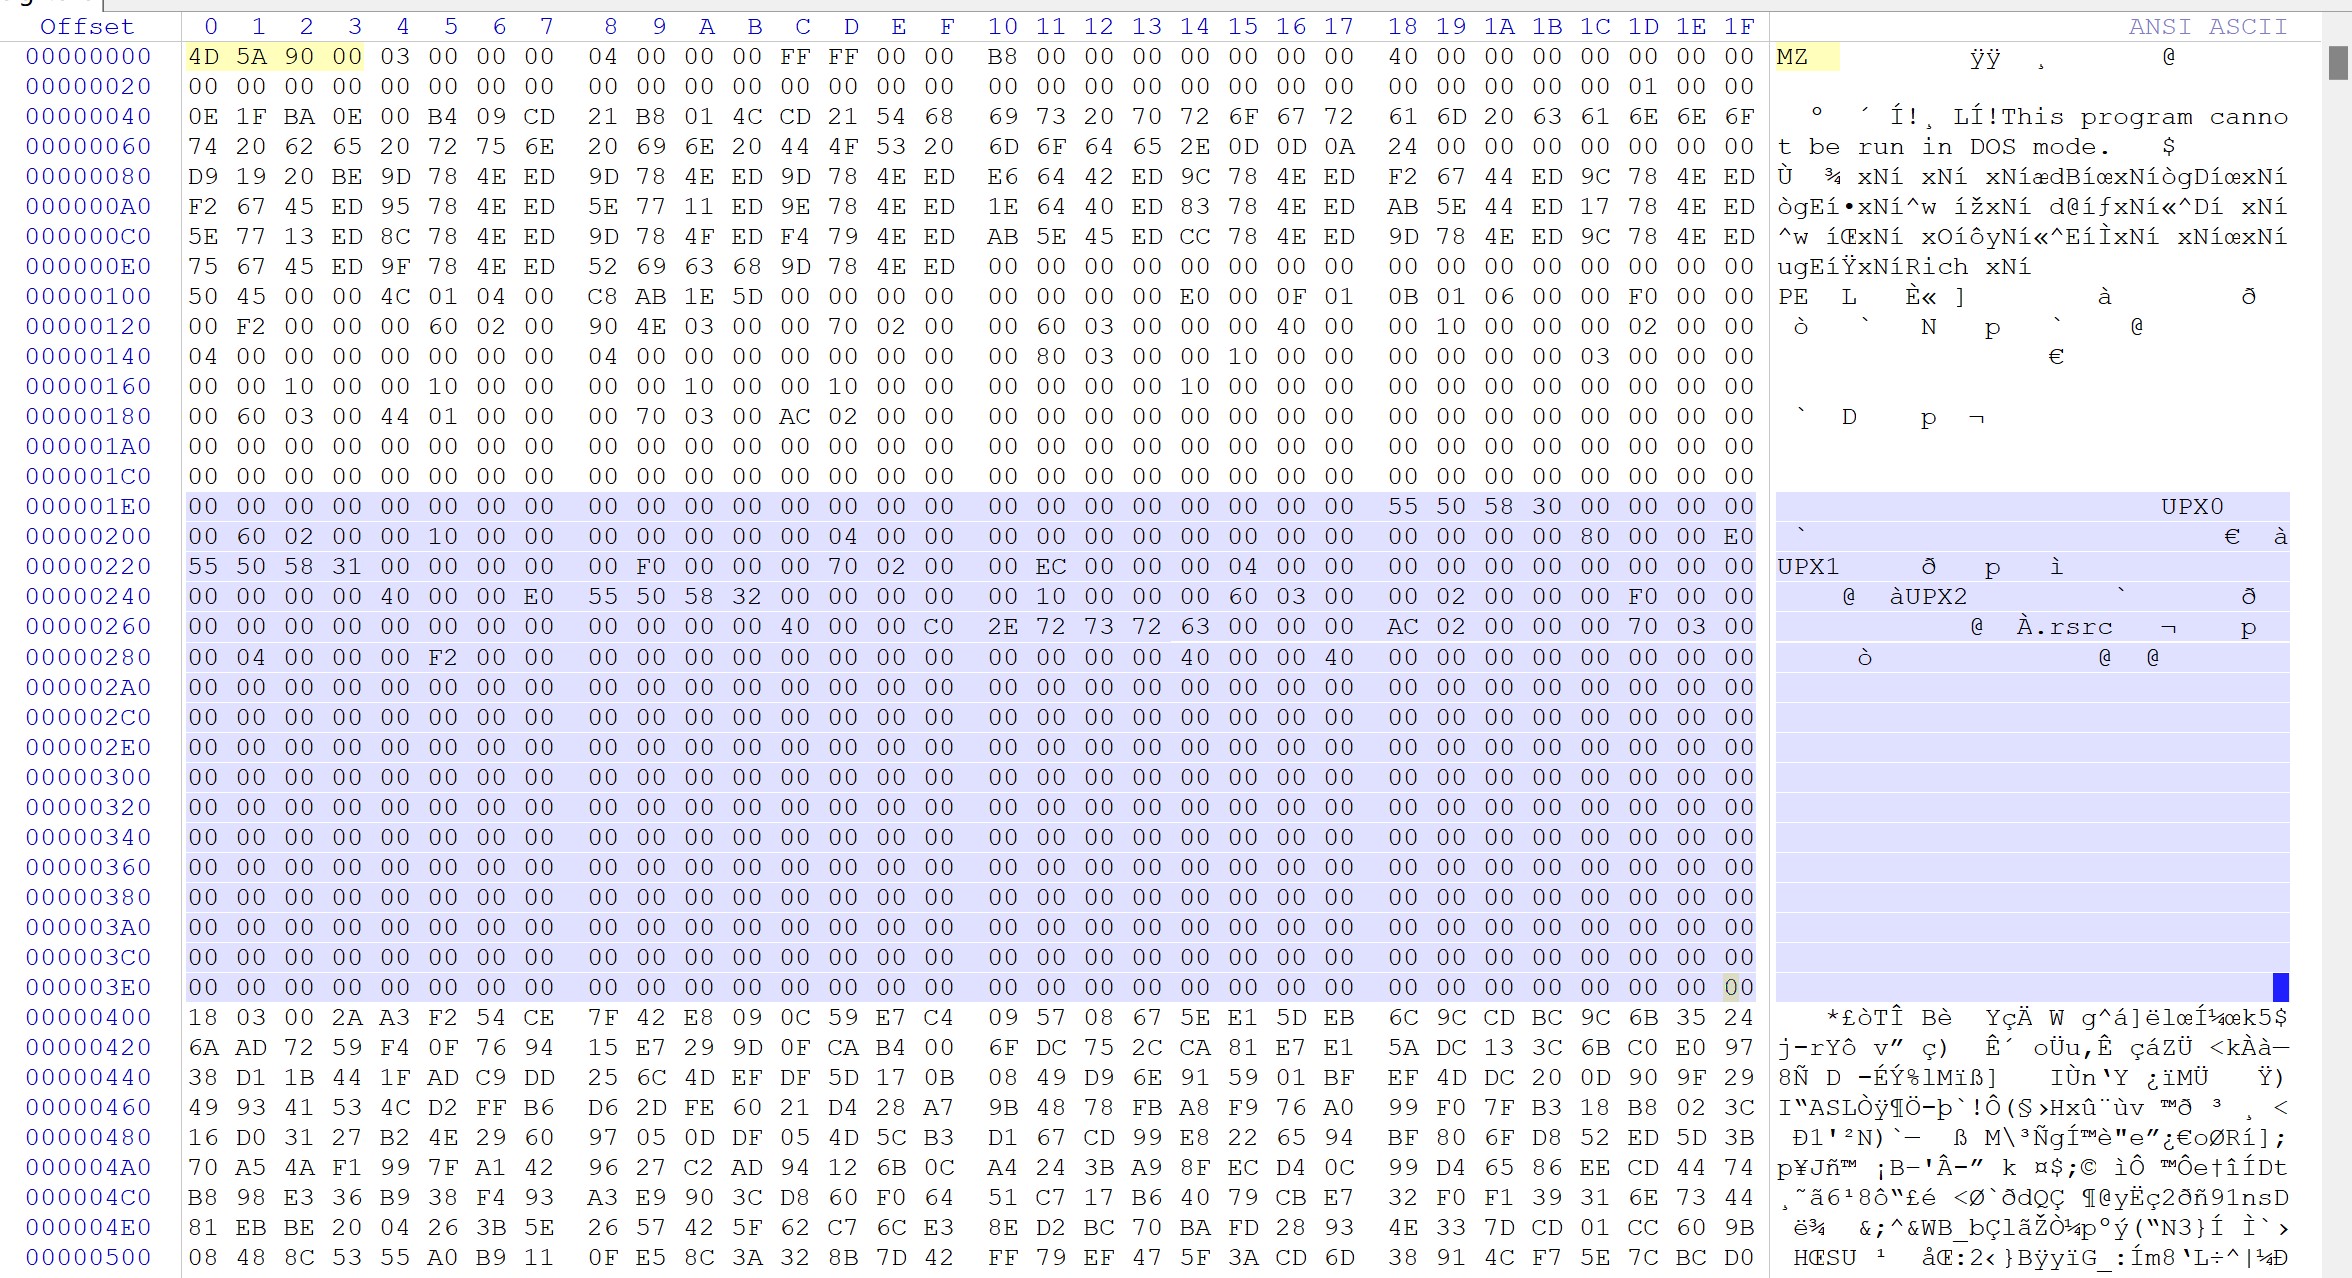 Offset 0 1 2 3 4 5 6 7 8 9 A B C D E F 10 11 12 13 14 15 16 17 18 19 1A 1B 1C 1D 1E 1F ANSI ASCII
00000000 4D 5A 90 00 03 00 00 00 04 00 00 00 FF FF 00 00 B8 00 00 00 00 00 00 00 40 00 00 00 00 00 00 00 MZ ÿÿ ¸ @
00000020 00 00 00 00 00 00 00 00 00 00 00 00 00 00 00 00 00 00 00 00 00 00 00 00 00 00 00 00 00 01 00 00
00000040 0E 1F BA 0E 00 B4 09 CD 21 B8 01 4C CD 21 54 68 69 73 20 70 72 6F 67 72 61 6D 20 63 61 6E 6E 6F º ´ Í!¸ LÍ!This program canno
00000060 74 20 62 65 20 72 75 6E 20 69 6E 20 44 4F 53 20 6D 6F 64 65 2E 0D 0D 0A 24 00 00 00 00 00 00 00 t be run in DOS mode. $
00000080 D9 19 20 BE 9D 78 4E ED 9D 78 4E ED 9D 78 4E ED E6 64 42 ED 9C 78 4E ED F2 67 44 ED 9C 78 4E ED Ù ¾ xNí xNí xNíædBíœxNíògDíœxNí
000000A0 F2 67 45 ED 95 78 4E ED 5E 77 11 ED 9E 78 4E ED 1E 64 40 ED 83 78 4E ED AB 5E 44 ED 17 78 4E ED ògEí•xNí^w ížxNí d@íƒxNí«^Dí xNí
000000C0 5E 77 13 ED 8C 78 4E ED 9D 78 4F ED F4 79 4E ED AB 5E 45 ED CC 78 4E ED 9D 78 4E ED 9C 78 4E ED ^w íŒxNí xOíôyNí«^EíÌxNí xNíœxNí
000000E0 75 67 45 ED 9F 78 4E ED 52 69 63 68 9D 78 4E ED 00 00 00 00 00 00 00 00 00 00 00 00 00 00 00 00 ugEíŸxNíRich xNí
00000100 50 45 00 00 4C 01 04 00 C8 AB 1E 5D 00 00 00 00 00 00 00 00 E0 00 0F 01 0B 01 06 00 00 F0 00 00 PE L È« ] à ð
00000120 00 F2 00 00 00 60 02 00 90 4E 03 00 00 70 02 00 00 60 03 00 00 00 40 00 00 10 00 00 00 02 00 00 ò ` N p ` @
00000140 04 00 00 00 00 00 00 00 04 00 00 00 00 00 00 00 00 80 03 00 00 10 00 00 00 00 00 00 03 00 00 00 €
00000160 00 00 10 00 00 10 00 00 00 00 10 00 00 10 00 00 00 00 00 00 10 00 00 00 00 00 00 00 00 00 00 00
00000180 00 60 03 00 44 01 00 00 00 70 03 00 AC 02 00 00 00 00 00 00 00 00 00 00 00 00 00 00 00 00 00 00 ` D p ¬
000001A0 00 00 00 00 00 00 00 00 00 00 00 00 00 00 00 00 00 00 00 00 00 00 00 00 00 00 00 00 00 00 00 00
000001C0 00 00 00 00 00 00 00 00 00 00 00 00 00 00 00 00 00 00 00 00 00 00 00 00 00 00 00 00 00 00 00 00
000001E0 00 00 00 00 00 00 00 00 00 00 00 00 00 00 00 00 00 00 00 00 00 00 00 00 55 50 58 30 00 00 00 00 UPX0
00000200 00 60 02 00 00 10 00 00 00 00 00 00 00 04 00 00 00 00 00 00 00 00 00 00 00 00 00 00 80 00 00 E0 ` € à
00000220 55 50 58 31 00 00 00 00 00 F0 00 00 00 70 02 00 00 EC 00 00 00 04 00 00 00 00 00 00 00 00 00 00 UPX1 ð p ì
00000240 00 00 00 00 40 00 00 E0 55 50 58 32 00 00 00 00 00 10 00 00 00 60 03 00 00 02 00 00 00 F0 00 00 @ àUPX2 ` ð
00000260 00 00 00 00 00 00 00 00 00 00 00 00 40 00 00 C0 2E 72 73 72 63 00 00 00 AC 02 00 00 00 70 03 00 @ À.rsrc ¬ p
00000280 00 04 00 00 00 F2 00 00 00 00 00 00 00 00 00 00 00 00 00 00 40 00 00 40 00 00 00 00 00 00 00 00 ò @ @
000002A0 00 00 00 00 00 00 00 00 00 00 00 00 00 00 00 00 00 00 00 00 00 00 00 00 00 00 00 00 00 00 00 00
000002C0 00 00 00 00 00 00 00 00 00 00 00 00 00 00 00 00 00 00 00 00 00 00 00 00 00 00 00 00 00 00 00 00
000002E0 00 00 00 00 00 00 00 00 00 00 00 00 00 00 00 00 00 00 00 00 00 00 00 00 00 00 00 00 00 00 00 00
00000300 00 00 00 00 00 00 00 00 00 00 00 00 00 00 00 00 00 00 00 00 00 00 00 00 00 00 00 00 00 00 00 00
00000320 00 00 00 00 00 00 00 00 00 00 00 00 00 00 00 00 00 00 00 00 00 00 00 00 00 00 00 00 00 00 00 00
00000340 00 00 00 00 00 00 00 00 00 00 00 00 00 00 00 00 00 00 00 00 00 00 00 00 00 00 00 00 00 00 00 00
00000360 00 00 00 00 00 00 00 00 00 00 00 00 00 00 00 00 00 00 00 00 00 00 00 00 00 00 00 00 00 00 00 00
00000380 00 00 00 00 00 00 00 00 00 00 00 00 00 00 00 00 00 00 00 00 00 00 00 00 00 00 00 00 00 00 00 00
000003A0 00 00 00 00 00 00 00 00 00 00 00 00 00 00 00 00 00 00 00 00 00 00 00 00 00 00 00 00 00 00 00 00
000003C0 00 00 00 00 00 00 00 00 00 00 00 00 00 00 00 00 00 00 00 00 00 00 00 00 00 00 00 00 00 00 00 00
000003E0 00 00 00 00 00 00 00 00 00 00 00 00 00 00 00 00 00 00 00 00 00 00 00 00 00 00 00 00 00 00 00 00
00000400 18 03 00 2A A3 F2 54 CE 7F 42 E8 09 0C 59 E7 C4 09 57 08 67 5E E1 5D EB 6C 9C CD BC 9C 6B 35 24 *£òTÎ Bè YçÄ W g^á]ëlœÍ¼œk5$
00000420 6A AD 72 59 F4 0F 76 94 15 E7 29 9D 0F CA B4 00 6F DC 75 2C CA 81 E7 E1 5A DC 13 3C 6B C0 E0 97 j-rYô v” ç) Ê´ oÜu,Ê çáZÜ <kÀà—
00000440 38 D1 1B 44 1F AD C9 DD 25 6C 4D EF DF 5D 17 0B 08 49 D9 6E 91 59 01 BF EF 4D DC 20 0D 90 9F 29 8Ñ D -ÉÝ%lMïß] IÙn‘Y ¿ïMÜ Ÿ)
00000460 49 93 41 53 4C D2 FF B6 D6 2D FE 60 21 D4 28 A7 9B 48 78 FB A8 F9 76 A0 99 F0 7F B3 18 B8 02 3C I“ASLÒÿ¶Ö-þ`!Ô(§›Hxû¨ùv ™ð ³ ¸ <
00000480 16 D0 31 27 B2 4E 29 60 97 05 0D DF 05 4D 5C B3 D1 67 CD 99 E8 22 65 94 BF 80 6F D8 52 ED 5D 3B Ð1'²N)`— ß M\³ÑgÍ™è"e”¿€oØRí];
000004A0 70 A5 4A F1 99 7F A1 42 96 27 C2 AD 94 12 6B 0C A4 24 3B A9 8F EC D4 0C 99 D4 65 86 EE CD 44 74 p¥Jñ™ ¡B–'Â-” k ¤$;© ìÔ ™Ôe†îÍDt
000004C0 B8 98 E3 36 B9 38 F4 93 A3 E9 90 3C D8 60 F0 64 51 C7 17 B6 40 79 CB E7 32 F0 F1 39 31 6E 73 44 ¸˜ã6¹8ô“£é <Ø`ðdQÇ ¶@yËç2ðñ91nsD
000004E0 81 EB BE 20 04 26 3B 5E 26 57 42 5F 62 C7 6C E3 8E D2 BC 70 BA FD 28 93 4E 33 7D CD 01 CC 60 9B ë¾ &;^&WB_bÇlãŽÒ¼pºý(“N3}Í Ì`›
00000500 08 48 8C 53 55 A0 B9 11 0F E5 8C 3A 32 8B 7D 42 FF 79 EF 47 5F 3A CD 6D 38 91 4C F7 5E 7C BC D0 HŒSU ¹ åŒ:2‹}BÿyïG_:Ím8‘L÷^|¼Ð